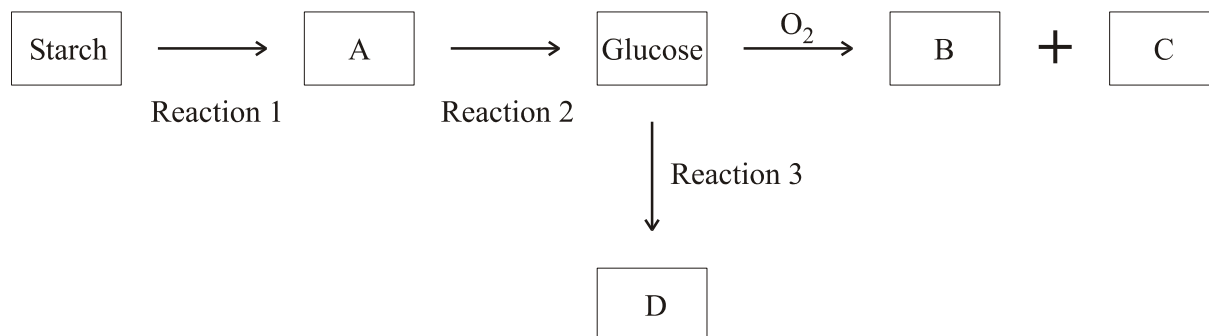 O₂
Starch
A
Glucose
B
+
C
Reaction 1
Reaction 2
Reaction 3
D